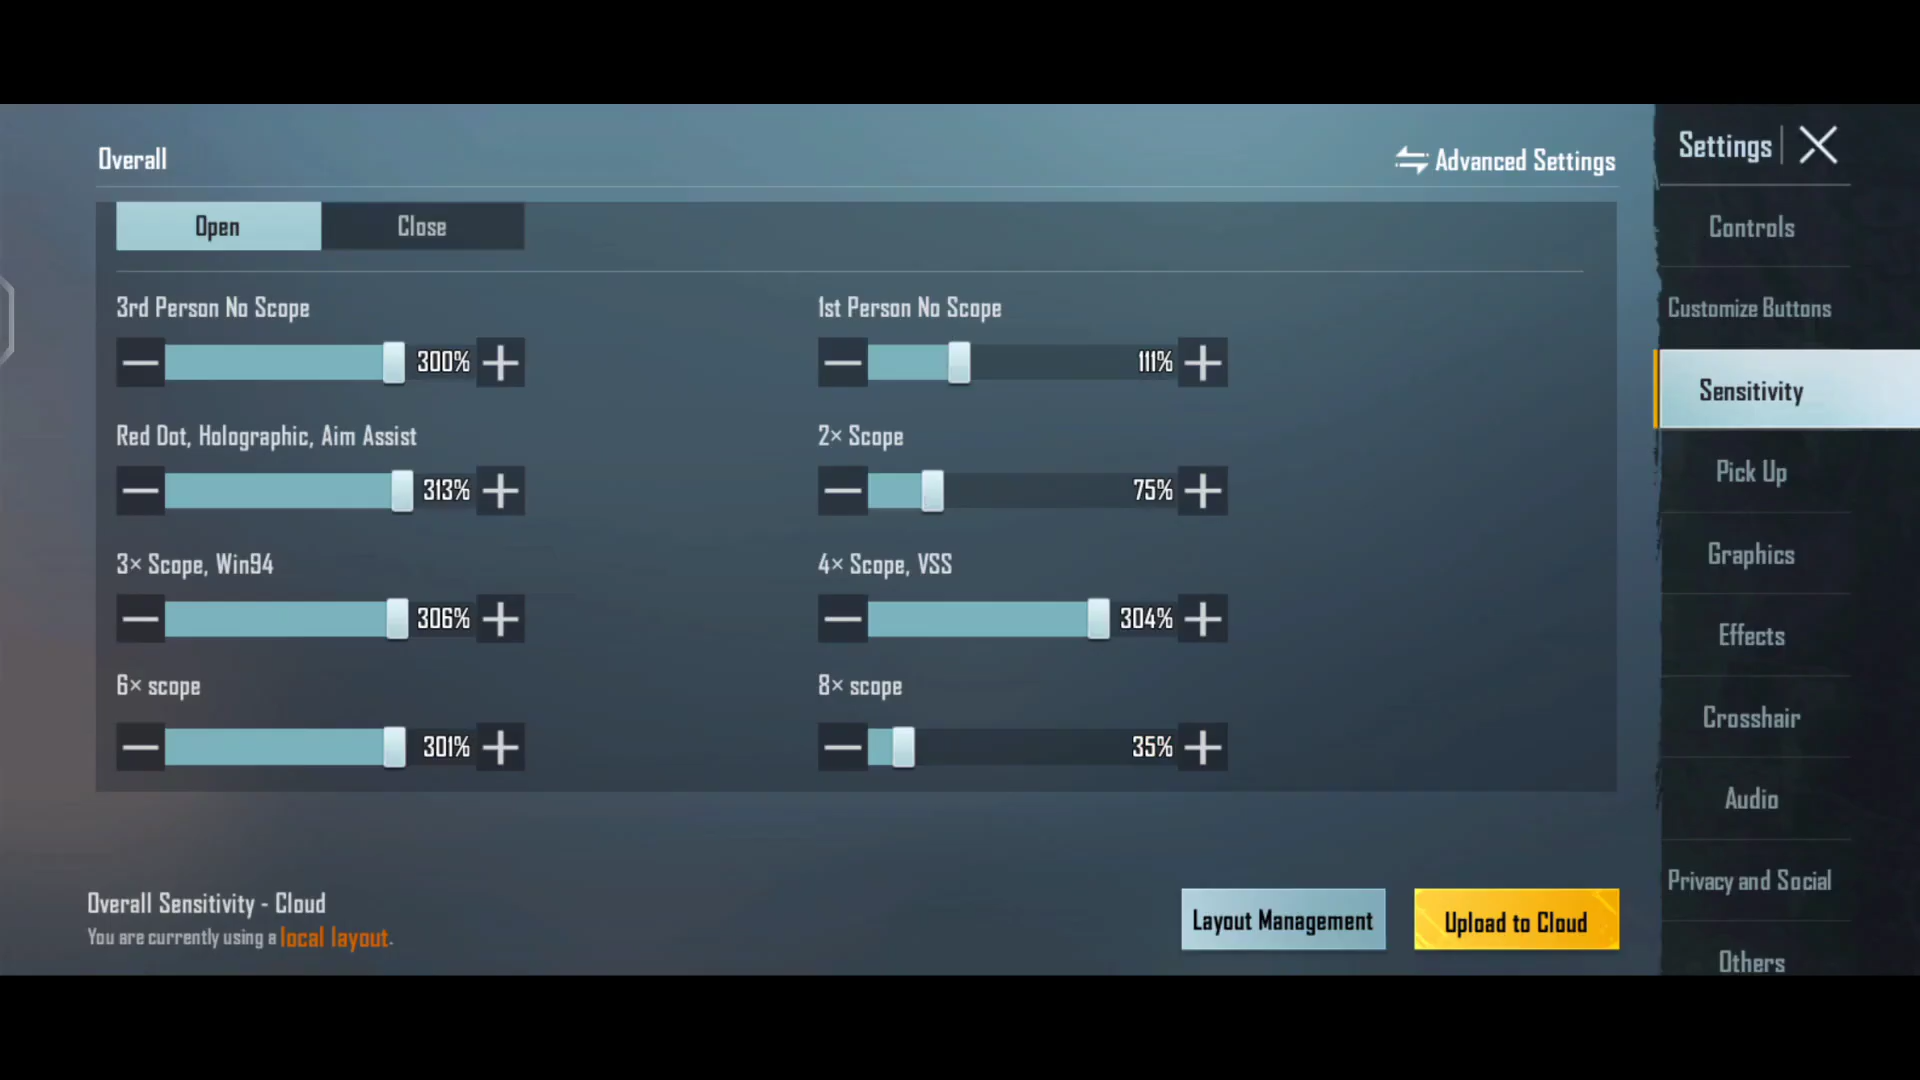 Overall
Advanced Settings
Open
Close
3rd Person No Scope
300%
1st Person No Scope
111%
Red Dot, Holographic, Aim Assist
313%
2× Scope
75%
3× Scope, Win94
306%
4× Scope, VSS
304%
6× scope
301%
8× scope
35%
Overall Sensitivity - Cloud
You are currently using a local layout.
Layout Management
Upload to Cloud
Settings
Controls
Customize Buttons
Sensitivity
Pick Up
Graphics
Effects
Crosshair
Audio
Privacy and Social
Others